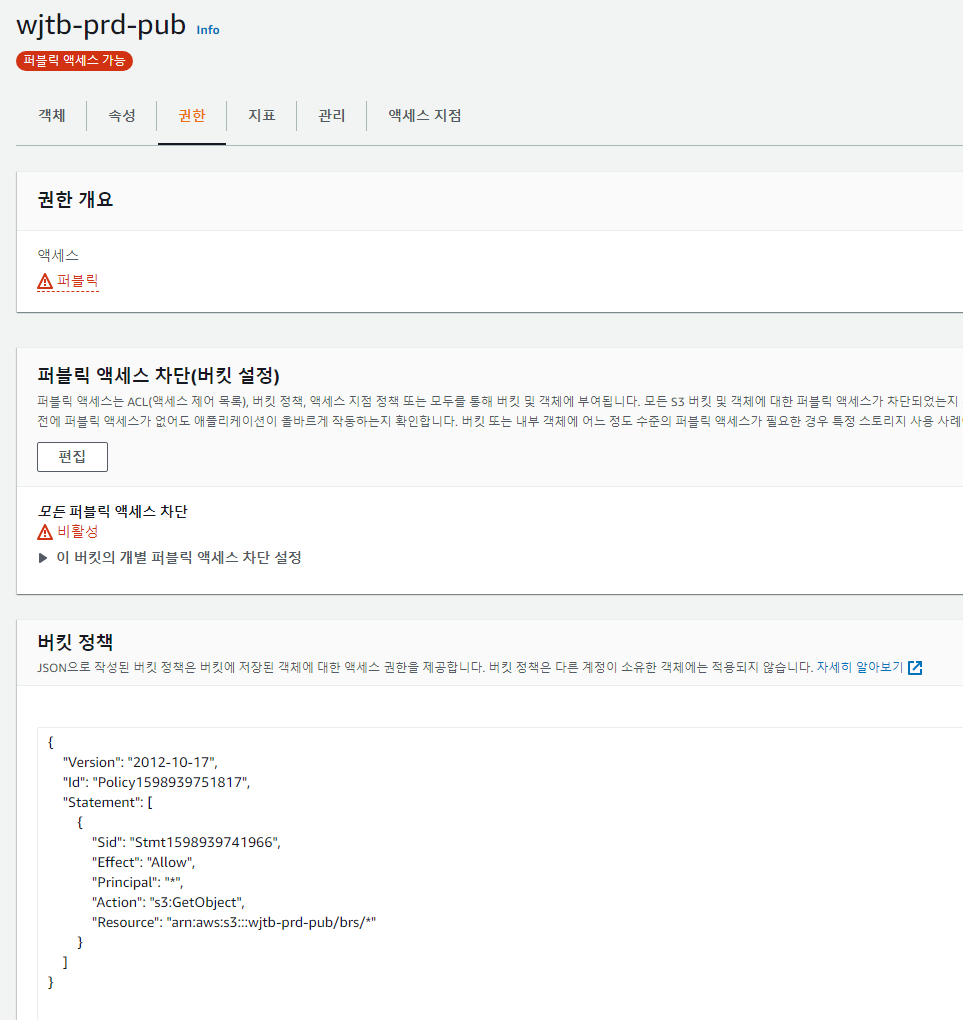 wjtb-prd-pub Info
퍼블릭 액세스 가능
객체 속성 권한 지표 관리 액세스 지점
권한 개요
액세스
퍼블릭
퍼블릭 액세스 차단(버킷 설정)
퍼블릭 액세스는 ACL(액세스 제어 목록), 버킷 정책, 액세스 지점 정책 또는 모두를 통해 버킷 및 객체에 부여됩니다. 모든 S3 버킷 및 객체에 대한 퍼블릭 액세스가 차단되었는지
전에 퍼블릭 액세스가 없어도 애플리케이션이 올바르게 작동하는지 확인합니다. 버킷 또는 내부 객체에 어느 정도 수준의 퍼블릭 액세스가 필요한 경우 특정 스토리지 사용 사례
편집
모든 퍼블릭 액세스 차단
비활성
이 버킷의 개별 퍼블릭 액세스 차단 설정
버킷 정책
JSON으로 작성된 버킷 정책은 버킷에 저장된 객체에 대한 액세스 권한을 제공합니다. 버킷 정책은 다른 계정이 소유한 객체에는 적용되지 않습니다. 자세히 알아보기
{
"Version": "2012-10-17",
"Id": "Policy1598939751817",
"Statement": [
{
"Sid": "Stmt1598939741966",
"Effect": "Allow",
"Principal": "*",
"Action": "s3:GetObject",
"Resource": "arn:aws:s3:::wjtb-prd-pub/brs/*"
}
]
}